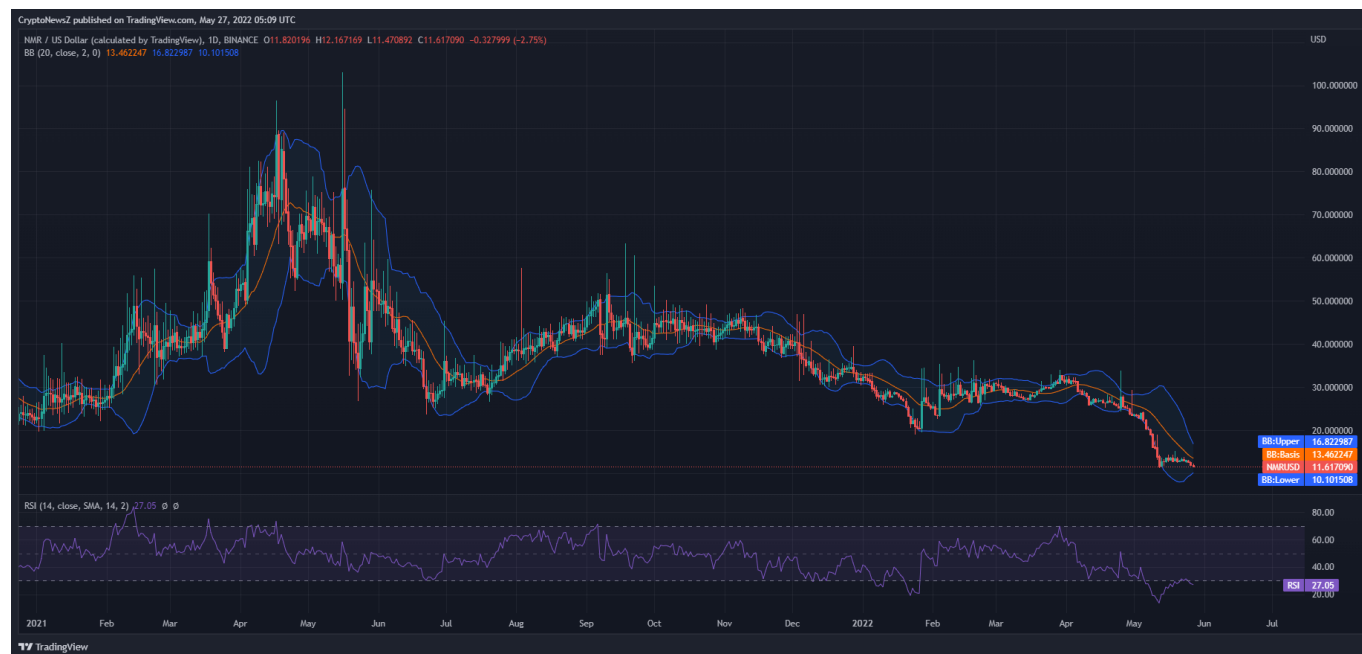 CryptoNewsZ published on TradingView.com, May 27, 2022 05:09 UTC
NMR / US Dollar (calculated by TradingView), 1D, BINANCE O11.820196 H12.167169 L11.470892 C11.617090 -0.327999 (-2.75%)
USD
BB (20, close, 2, 0) 13.462247 16.822987 10.101508
100.000000
90.000000
80.000000
70.000000
60.000000
50.000000
40.000000
30.000000
20.000000
BB:Upper 16.822987
BB:Basis 13.462247
NMRUSD 11.617090
BB:Lower 10.101508
RSI (14, close, SMA, 14, 2) 27.05 Ø Ø
80.00
60.00
40.00
RSI 27.05
20.00
2021 Feb Mar Apr May Jun Jul Aug Sep Oct Nov Dec 2022 Feb Mar Apr May Jun Jul
TradingView